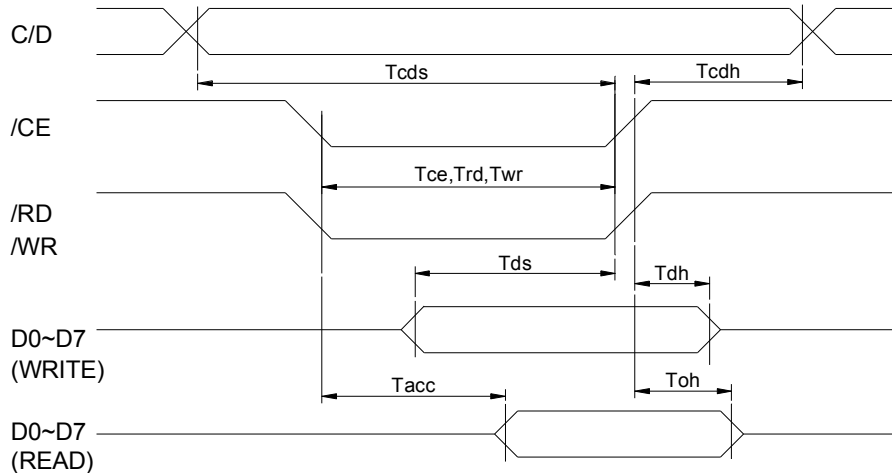 C/D
Tcds
Tcdh
/CE
Tce,Trd,Twr
/RD
/WR
Tds
Tdh
D0~D7
(WRITE)
Tacc
Toh
D0~D7
(READ)